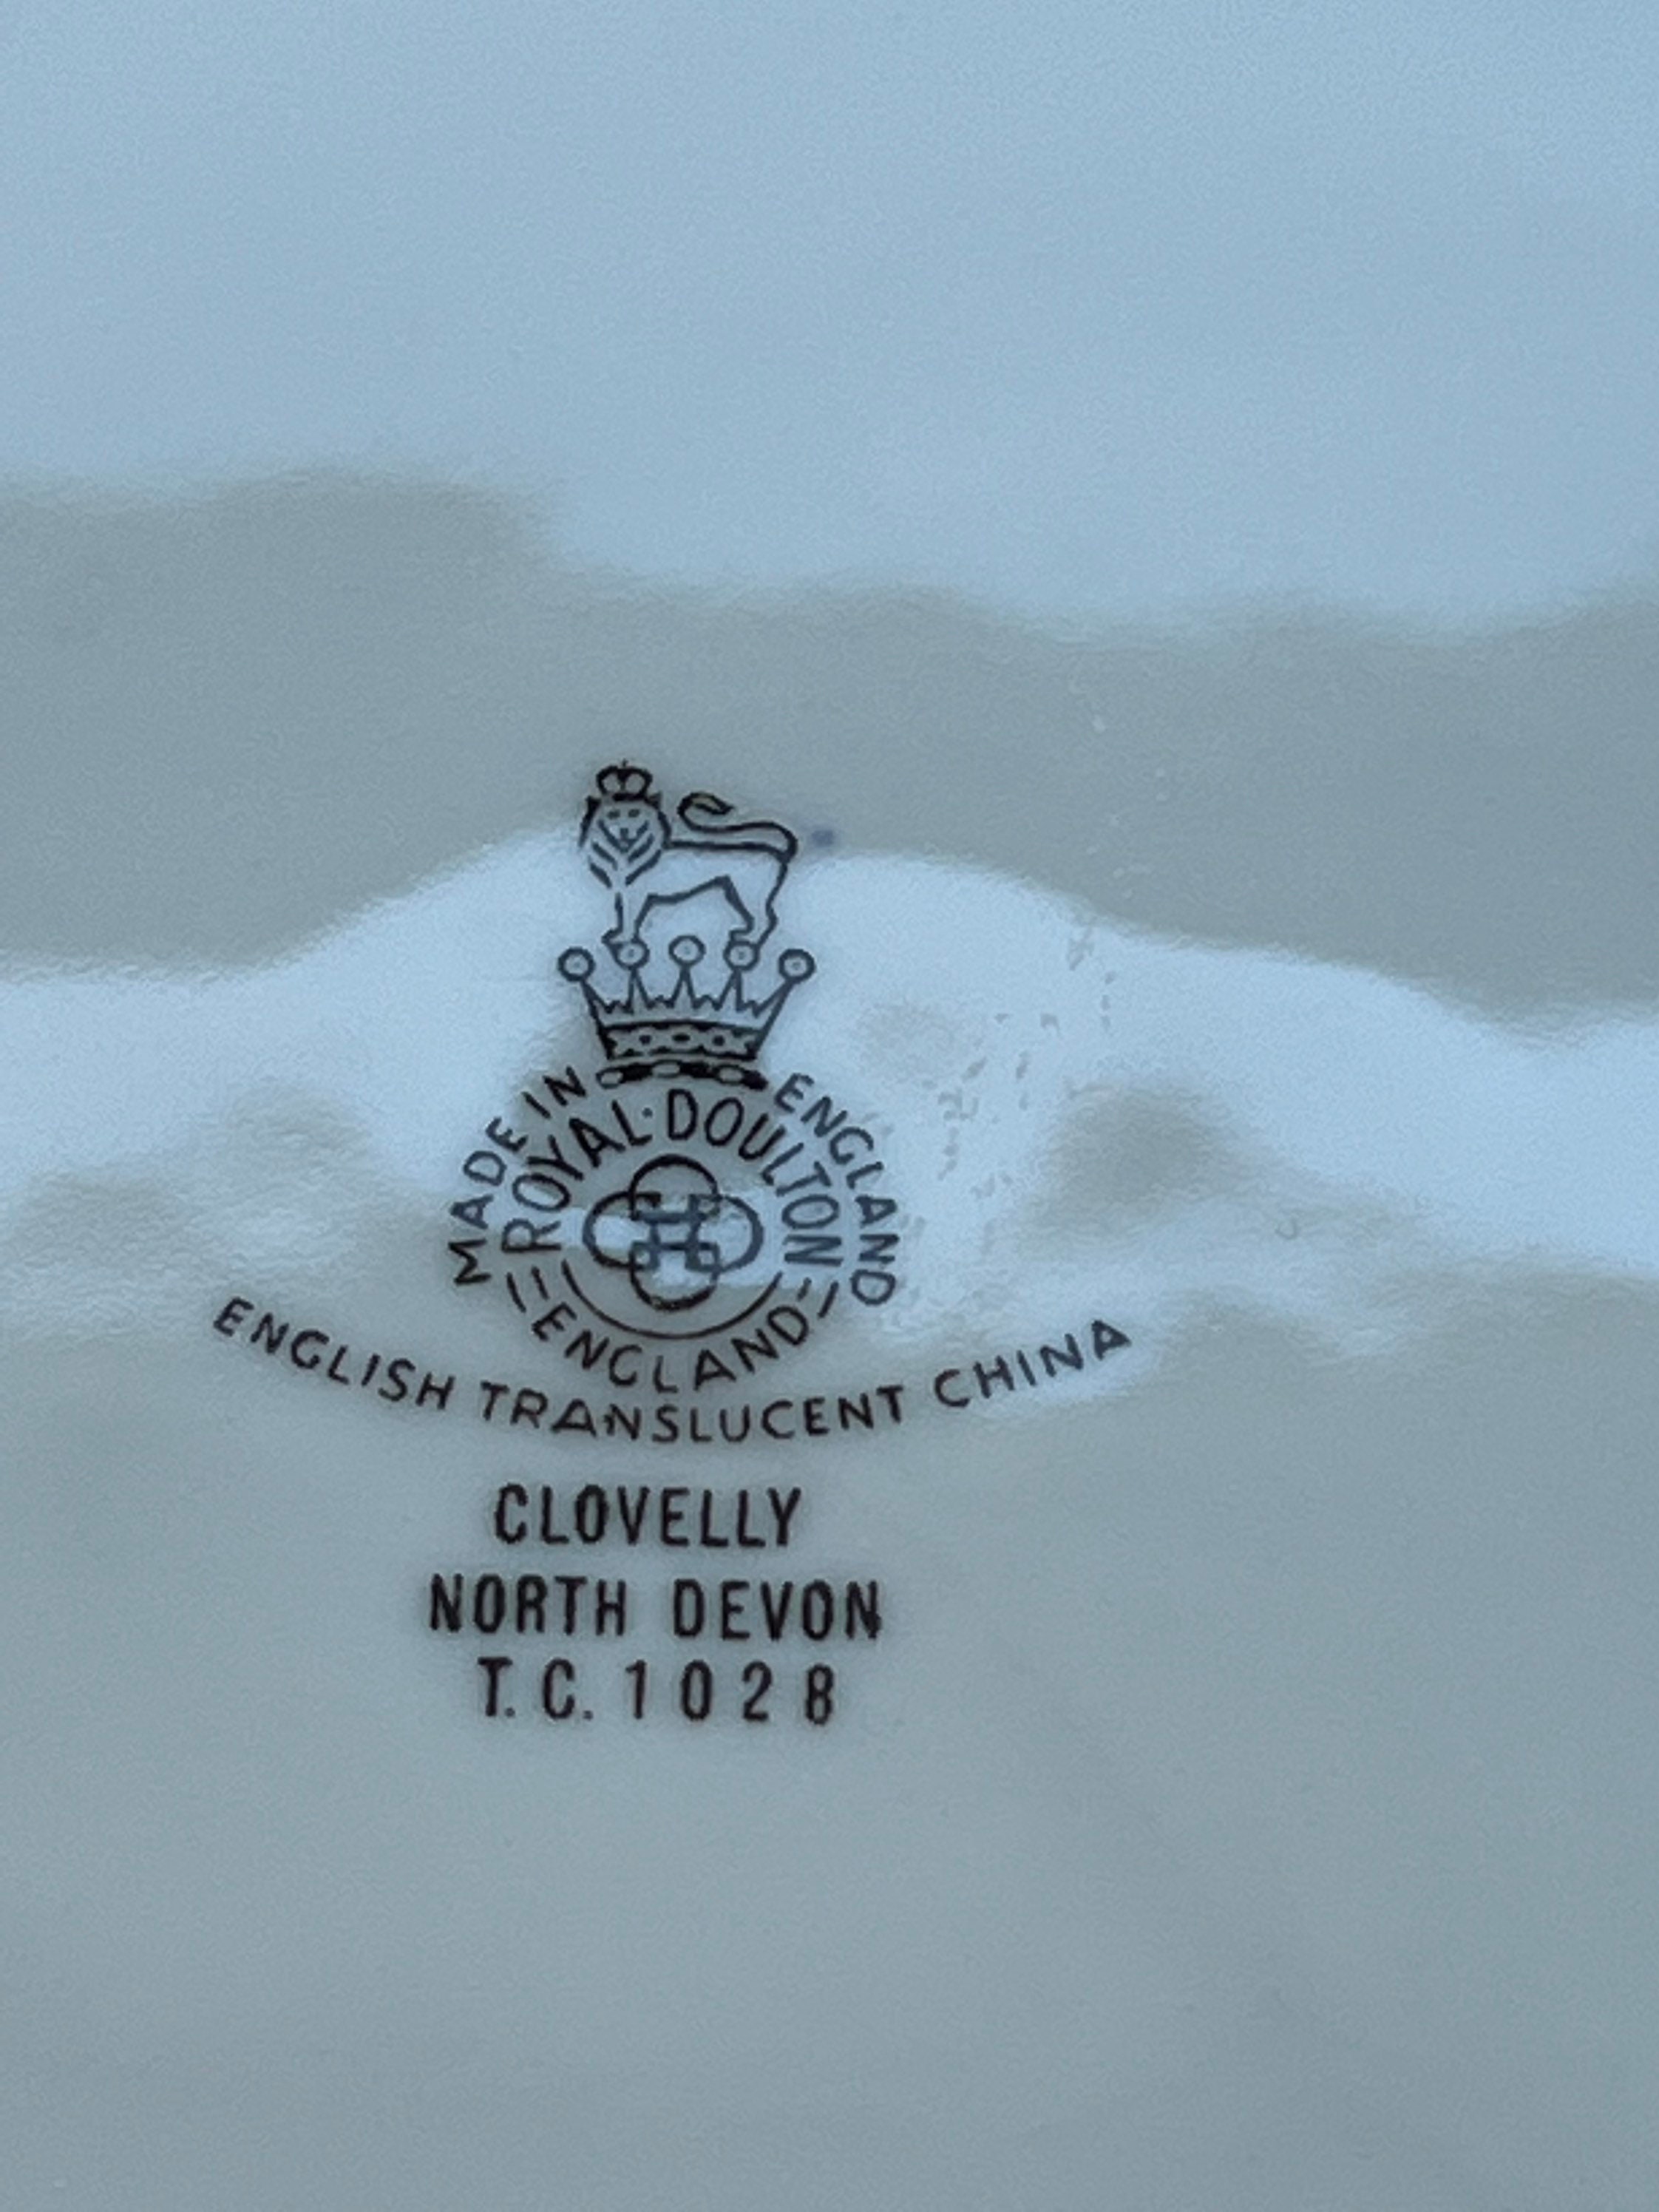 MADE IN ENGLAND
ROYAL·DOULTON
ENGLAND
ENGLISH TRANSLUCENT CHINA
CLOVELLY
NORTH DEVON
T.C.1028